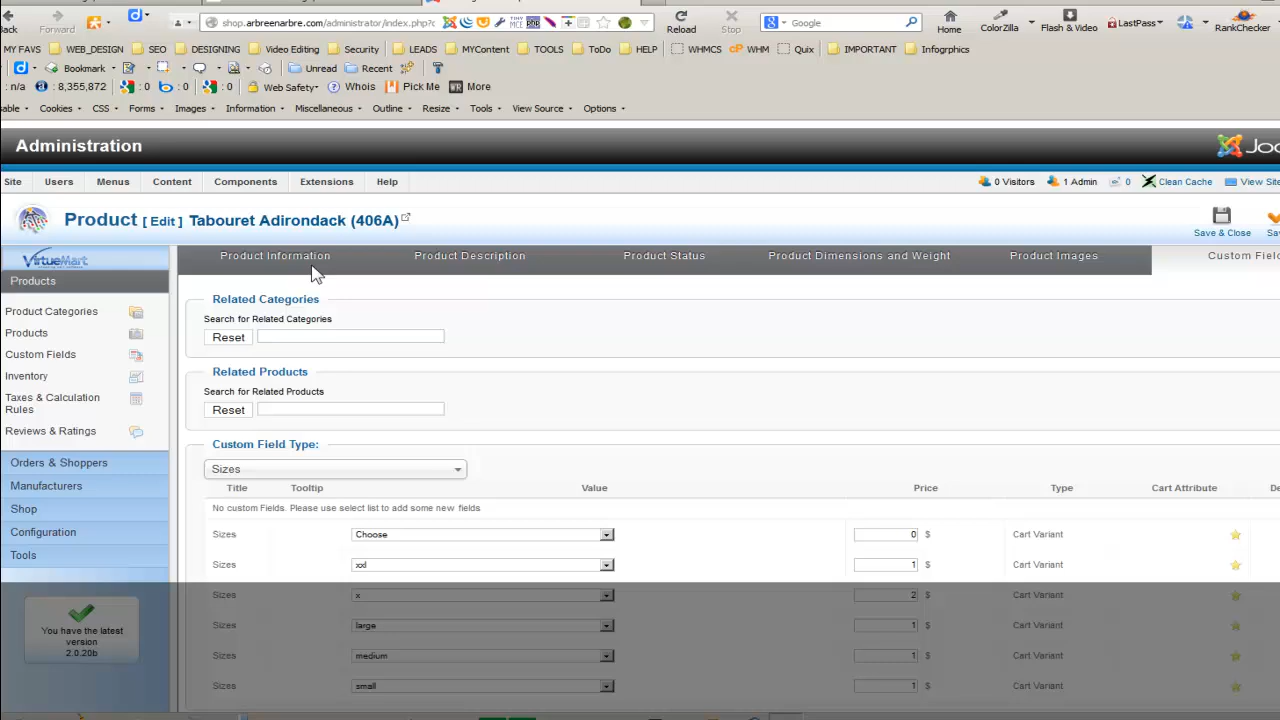 shop.arbreenarbre.com/administrator/index.php?c
Google
Back Forward Reload Stop Home ColorZilla Flash & Video LastPass RankChecker
MY FAVS WEB_DESIGN SEO DESIGNING Video Editing Security LEADS MYContent TOOLS ToDo HELP WHMCS WHM Quix IMPORTANT Infogrphics
Bookmark Unread Recent
: n/a : 8,355,872 : 0 : 0 : 0 Web Safety Whois Pick Me WR More
sable Cookies CSS Forms Images Information Miscellaneous Outline Resize Tools View Source Options
Administration Joo
Site Users Menus Content Components Extensions Help 0 Visitors 1 Admin 0 Clean Cache View Site
Product [ Edit ] Tabouret Adirondack (406A) Save & Close Sav
VirtueMart
Product Information Product Description Product Status Product Dimensions and Weight Product Images Custom Field
Products
Product Categories
Products
Custom Fields
Inventory
Taxes & Calculation
Rules
Reviews & Ratings
Orders & Shoppers
Manufacturers
Shop
Configuration
Tools
You have the latest
version
2.0.20b
Related Categories
Search for Related Categories
Reset
Related Products
Search for Related Products
Reset
Custom Field Type:
Sizes
Title Tooltip Value Price Type Cart Attribute De
No custom Fields. Please use select list to add some new fields
Sizes Choose 0 $ Cart Variant
Sizes xxl 1 $ Cart Variant
Sizes x 2 $ Cart Variant
Sizes large 1 $ Cart Variant
Sizes medium 1 $ Cart Variant
Sizes small 1 $ Cart Variant